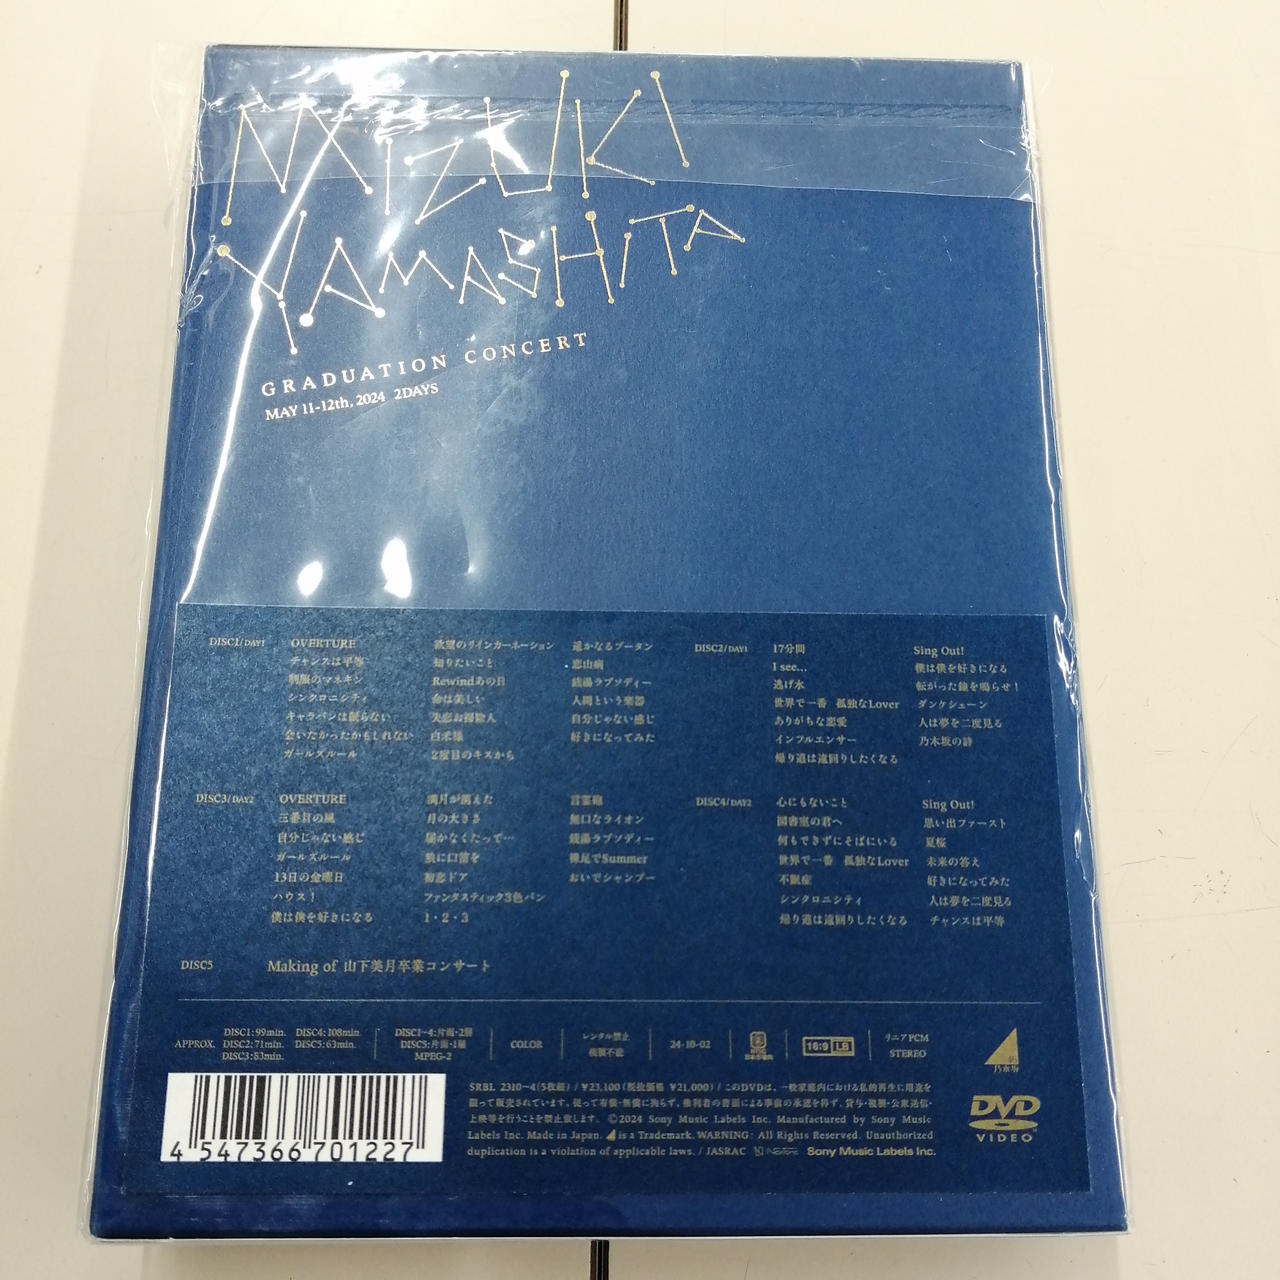 MIZUKI
YAMASHITA
GRADUATION CONCERT
MAY 11-12th, 2024 2DAYS
DISC1/DAY1
OVERTURE
チャンスは平等
制服のマネキン
シンクロニシティ
キャラバンは眠らない
会いたかったかもしれない
ガールズルール
欲望のリインカーネーション
知りたいこと
Rewindあの日
命は美しい
失恋お掃除人
白米様
2度目のキスから
遥かなるブータン
恋山病
銭湯ラプソディー
人間という楽器
自分じゃない感じ
好きになってみた
DISC2/DAY1
17分間
I see...
逃げ水
世界で一番 孤独なLover
ありがちな恋愛
インフルエンサー
帰り道は遠回りしたくなる
Sing Out!
僕は僕を好きになる
転がった鐘を鳴らせ！
ダンケシェーン
人は夢を二度見る
乃木坂の詩
DISC3/DAY2
OVERTURE
三番目の風
自分じゃない感じ
ガールズルール
13日の金曜日
ハウス！
僕は僕を好きになる
満月が消えた
月の大きさ
届かなくたって…
狼に口笛を
初恋ドア
ファンタスティック3色パン
1・2・3
言霊砲
無口なライオン
銭湯ラプソディー
裸足でSummer
おいでシャンプー
DISC4/DAY2
心にもないこと
図書室の君へ
何もできずにそばにいる
世界で一番 孤独なLover
不眠症
シンクロニシティ
帰り道は遠回りしたくなる
Sing Out!
思い出ファースト
夏桜
未来の答え
好きになってみた
人は夢を二度見る
チャンスは平等
DISC5
Making of 山下美月卒業コンサート
APPROX.
DISC1:99min. DISC4:108min.
DISC2:71min. DISC5:63min.
DISC3:83min.
DISC1~4:片面・2層
DISC5:片面・1層
MPEG-2
COLOR
レンタル禁止
複製不能
24・10・02
2
NTSC
日本市場向
16:9 LB
リニアPCM
STEREO
乃木坂
4 547366 701227
SRBL 2310~4(5枚組) / ¥23,100(税抜価格 ¥21,000) / このDVDは、一般家庭内における私的再生に用途を
限って販売されています。従って有償・無償に拘らず、権利者の書面による事前の承認を得ず、貸与・複製・公衆送信・
上映等を行うことを禁止致します。 ©2024 Sony Music Labels Inc. Manufactured by Sony Music
Labels Inc. Made in Japan. is a Trademark. WARNING: All Rights Reserved. Unauthorized
duplication is a violation of applicable laws. / JASRAC Sony Music Labels Inc.
DVD
VIDEO